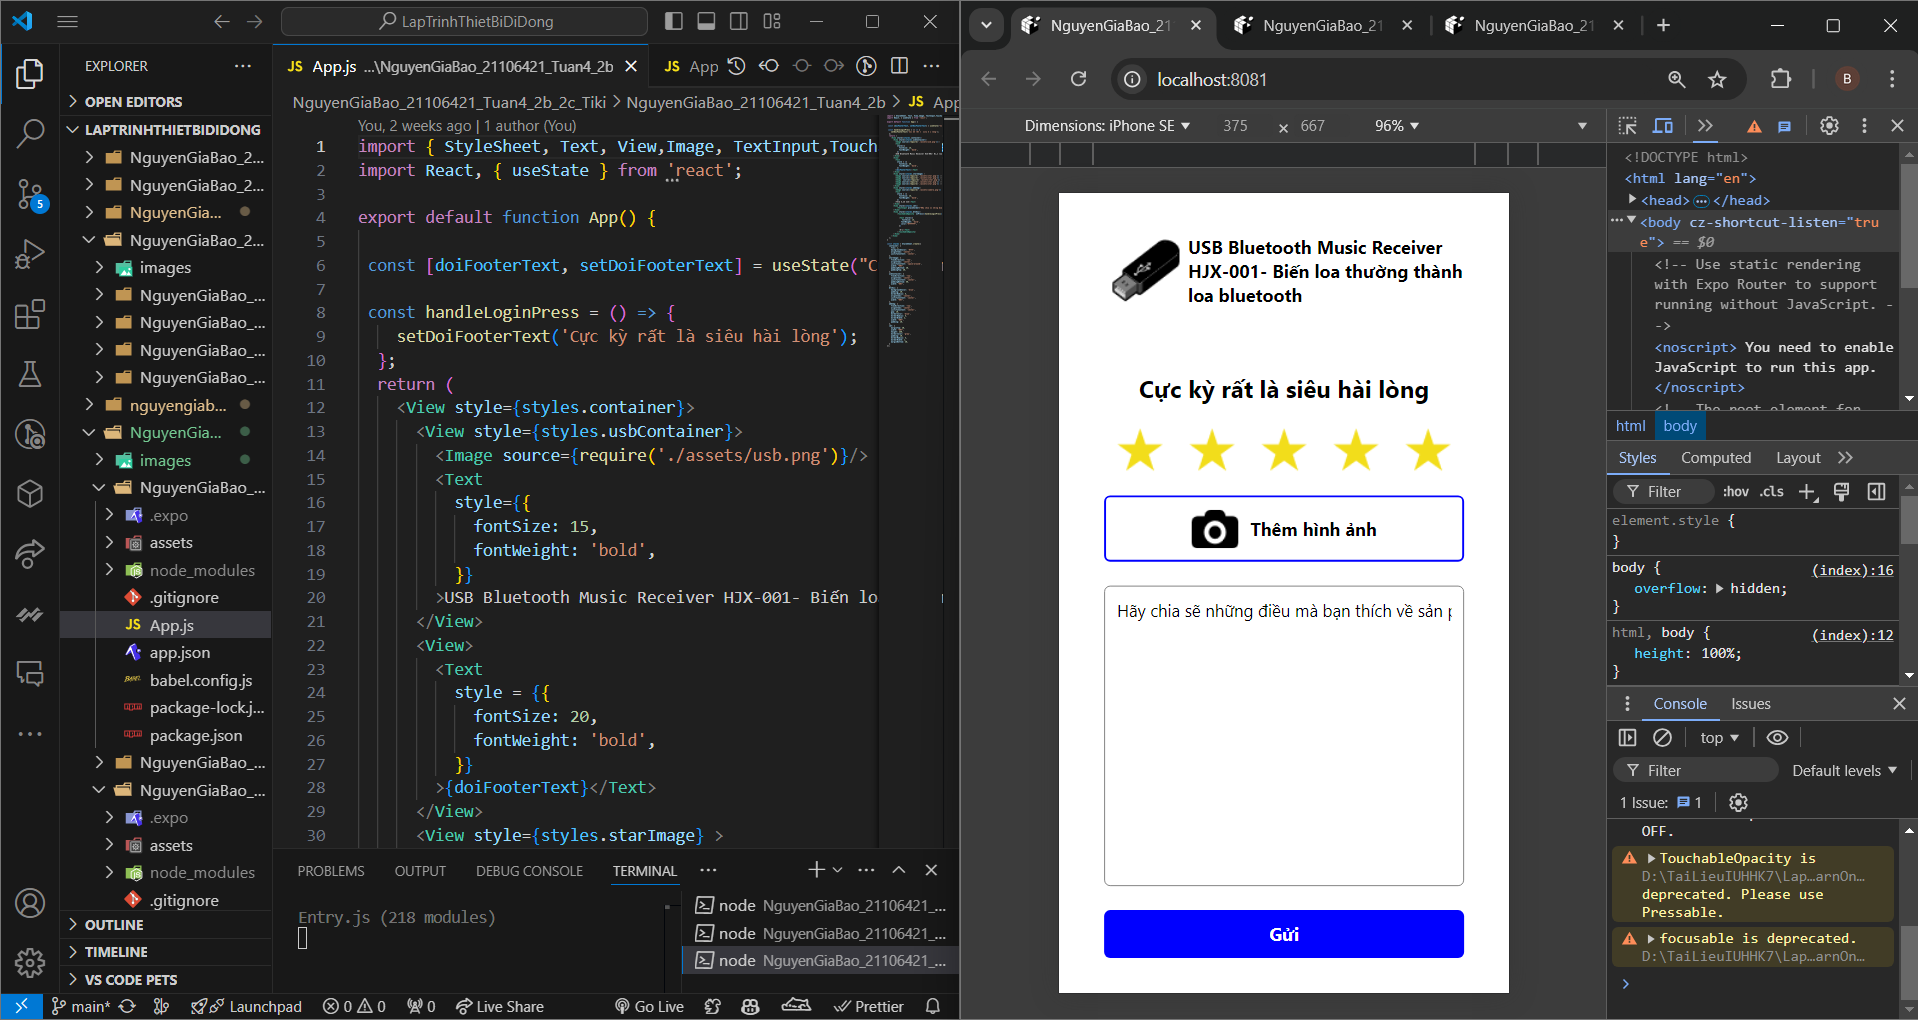 LapTrinhThietBiDiDong
EXPLORER
OPEN EDITORS
LAPTRINHTHIETBIDIDONG
NguyenGiaBao_2...
NguyenGiaBao_2...
NguyenGia...
NguyenGiaBao_2...
images
NguyenGiaBao_...
NguyenGiaBao_...
NguyenGiaBao_...
NguyenGiaBao_...
nguyengiab...
NguyenGia...
images
NguyenGiaBao_...
.expo
assets
node_modules
.gitignore
App.js
app.json
babel.config.js
package-lock.j...
package.json
NguyenGiaBao_...
NguyenGiaBao_...
.expo
assets
node_modules
.gitignore
OUTLINE
TIMELINE
VS CODE PETS
5
JS App.js ...\NguyenGiaBao_21106421_Tuan4_2b
JS App
NguyenGiaBao_21106421_Tuan4_2b_2c_Tiki > NguyenGiaBao_21106421_Tuan4_2b > JS App
You, 2 weeks ago | 1 author (You)
1 import { StyleSheet, Text, View,Image, TextInput,Touch
2 import React, { useState } from 'react';
3
4 export default function App() {
5
6 const [doiFooterText, setDoiFooterText] = useState("C
7
8 const handleLoginPress = () => {
9 setDoiFooterText('Cực kỳ rất là siêu hài lòng');
10 };
11 return (
12 <View style={styles.container}>
13 <View style={styles.usbContainer}>
14 <Image source={require('./assets/usb.png')}/>
15 <Text
16 style={{
17 fontSize: 15,
18 fontWeight: 'bold',
19 }}
20 >USB Bluetooth Music Receiver HJX-001- Biến lo
21 </View>
22 <View>
23 <Text
24 style = {{
25 fontSize: 20,
26 fontWeight: 'bold',
27 }}
28 >{doiFooterText}</Text>
29 </View>
30 <View style={styles.starImage} >
PROBLEMS OUTPUT DEBUG CONSOLE TERMINAL
Entry.js (218 modules)
node NguyenGiaBao_21106421_...
node NguyenGiaBao_21106421_...
node NguyenGiaBao_21106421_...
main* Launchpad 0 0 0 Live Share Go Live Prettier
NguyenGiaBao_21
NguyenGiaBao_21
NguyenGiaBao_21
localhost:8081
B
Dimensions: iPhone SE 375 × 667 96%
USB Bluetooth Music Receiver
HJX-001- Biến loa thường thành
loa bluetooth
Cực kỳ rất là siêu hài lòng
Thêm hình ảnh
Hãy chia sẽ những điều mà bạn thích về sản
Gửi
<!DOCTYPE html>
<html lang="en">
<head> </head>
<body cz-shortcut-listen="tru
e"> == $0
<!-- Use static rendering
with Expo Router to support
running without JavaScript. -
->
<noscript> You need to enable
JavaScript to run this app.
</noscript>
<!-- The root element for
html body
Styles Computed Layout
Filter :hov .cls
element.style {
}
body { (index):16
overflow: hidden;
}
html, body { (index):12
height: 100%;
}
Console Issues
top
Filter Default levels
1 Issue: 1
OFF.
TouchableOpacity is
D:\TaiLieuIUHHK7\Lap…arnOn…
deprecated. Please use
Pressable.
focusable is deprecated.
D:\TaiLieuIUHHK7\Lap…arnOn…